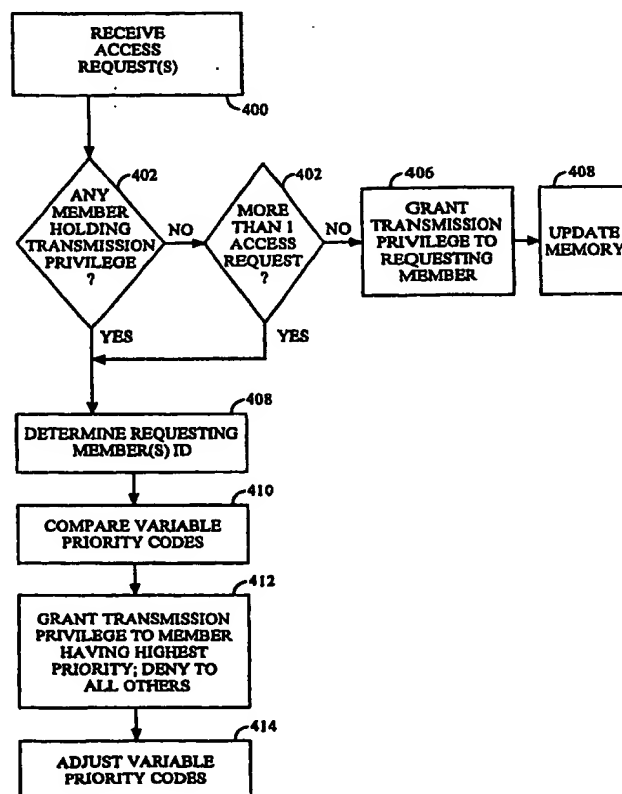 RECEIVE
ACCESS
REQUEST(S)
400
402
ANY
MEMBER
HOLDING
TRANSMISSION
PRIVILEGE
?
NO
YES
402
MORE
THAN 1
ACCESS
REQUEST
?
NO
YES
406
GRANT
TRANSMISSION
PRIVILEGE TO
REQUESTING
MEMBER
408
UPDATE
MEMORY
408
DETERMINE REQUESTING
MEMBER(S) ID
410
COMPARE VARIABLE
PRIORITY CODES
412
GRANT TRANSMISSION
PRIVILEGE TO MEMBER
HAVING HIGHEST
PRIORITY; DENY TO
ALL OTHERS
414
ADJUST VARIABLE
PRIORITY CODES